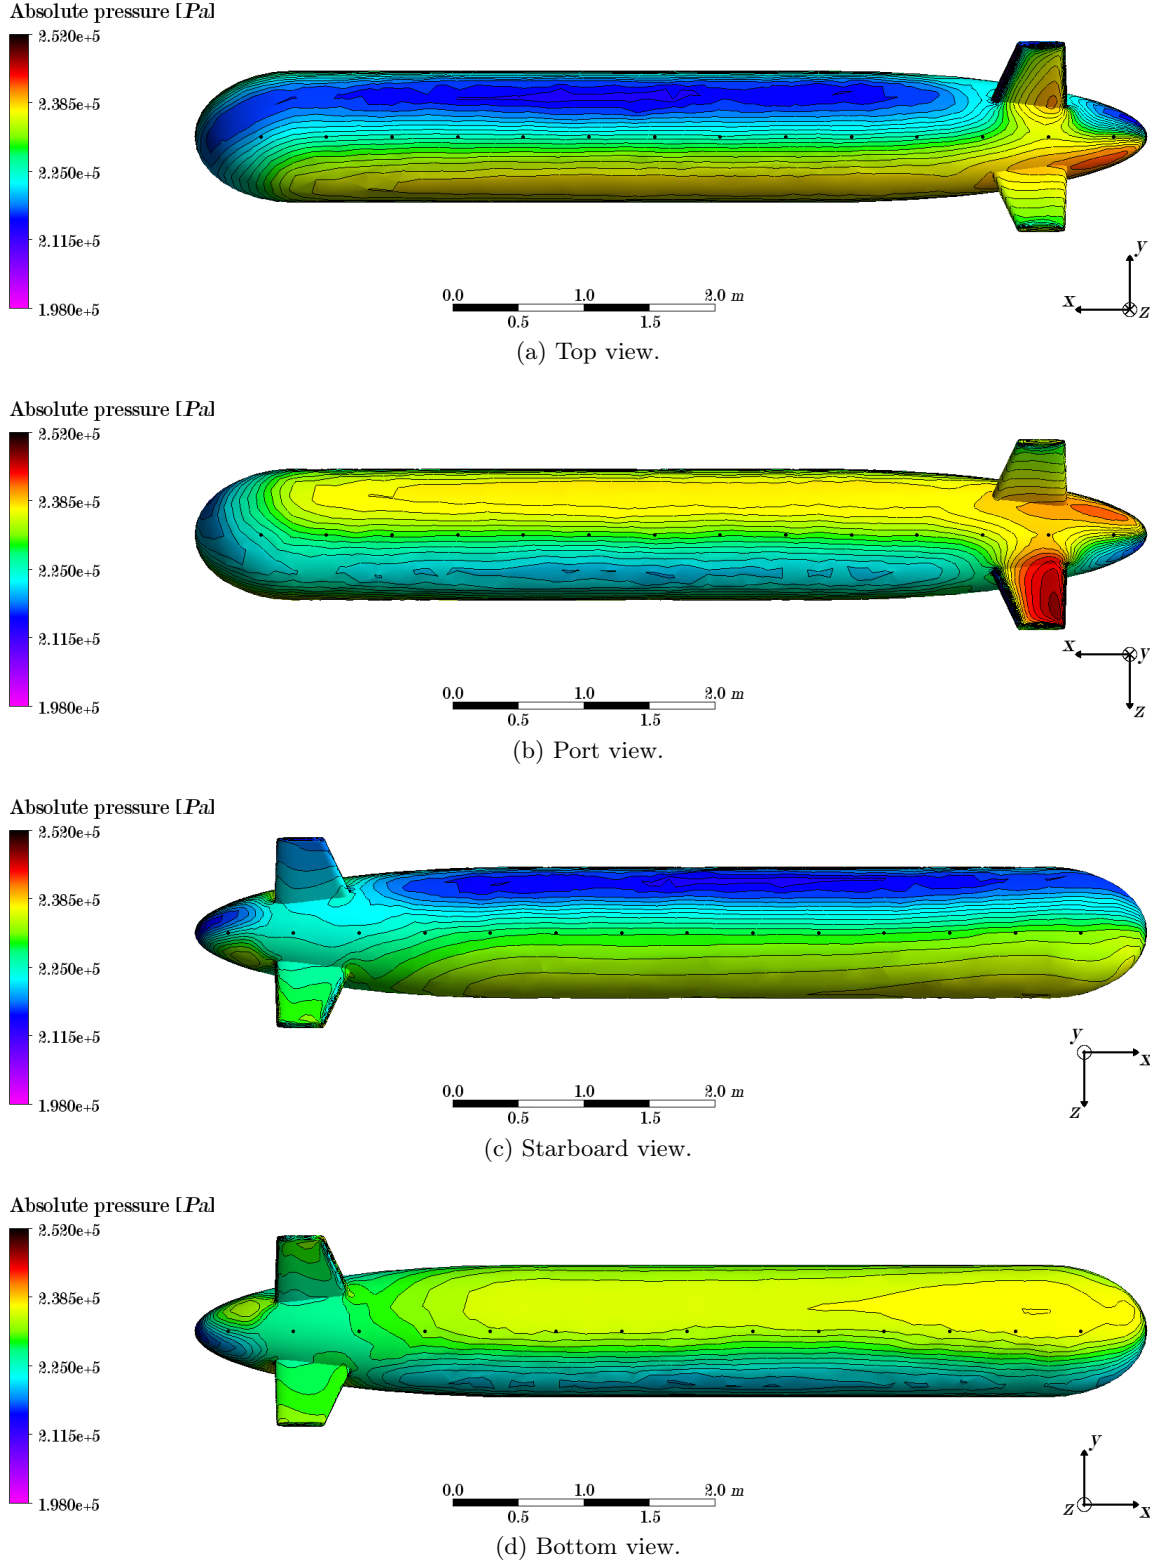 Absolute pressure [Pa]
2.520e+5
2.385e+5
2.250e+5
2.115e+5
1.980e+5
0.0 1.0 2.0 m
0.5 1.5
y
x z
(a) Top view.
Absolute pressure [Pa]
2.520e+5
2.385e+5
2.250e+5
2.115e+5
1.980e+5
x y
z
0.0 1.0 2.0 m
0.5 1.5
(b) Port view.
Absolute pressure [Pa]
2.520e+5
2.385e+5
2.250e+5
2.115e+5
1.980e+5
y
x
z
0.0 1.0 2.0 m
0.5 1.5
(c) Starboard view.
Absolute pressure [Pa]
2.520e+5
2.385e+5
2.250e+5
2.115e+5
1.980e+5
y
z x
0.0 1.0 2.0 m
0.5 1.5
(d) Bottom view.